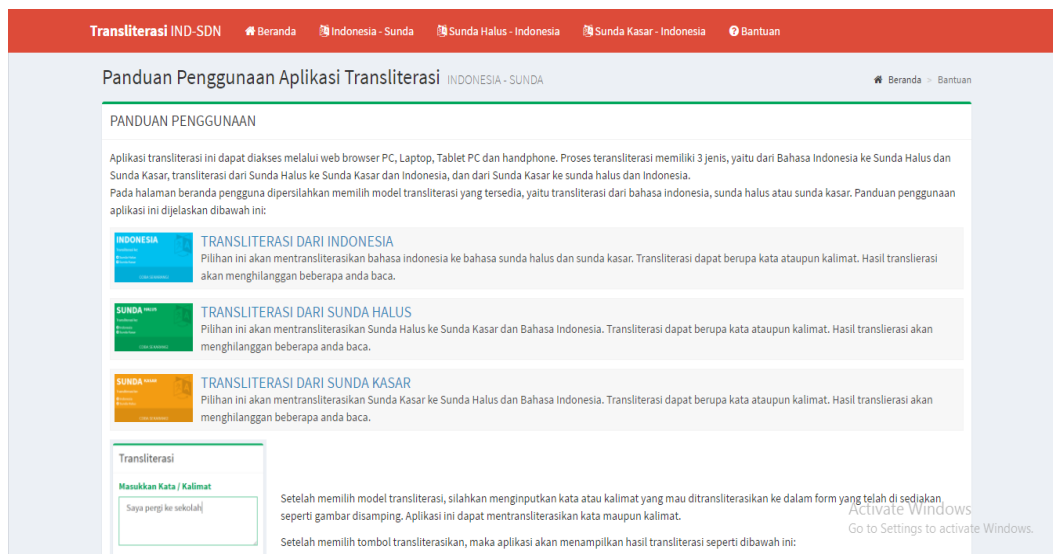 Transliterasi IND-SDN Beranda Indonesia - Sunda Sunda Halus - Indonesia Sunda Kasar - Indonesia Bantuan
Panduan Penggunaan Aplikasi Transliterasi INDONESIA - SUNDA
Beranda > Bantuan
PANDUAN PENGGUNAAN
Aplikasi transliterasi ini dapat diakses melalui web browser PC, Laptop, Tablet PC dan handphone. Proses teransliterasi memiliki 3 jenis, yaitu dari Bahasa Indonesia ke Sunda Halus dan
Sunda Kasar, transliterasi dari Sunda Halus ke Sunda Kasar dan Indonesia, dan dari Sunda Kasar ke sunda halus dan Indonesia.
Pada halaman beranda pengguna dipersilahkan memilih model transliterasi yang tersedia, yaitu transliterasi dari bahasa indonesia, sunda halus atau sunda kasar. Panduan penggunaan
aplikasi ini dijelaskan dibawah ini:
INDONESIA
TRANSLITERASI DARI INDONESIA
Pilihan ini akan mentransliterasikan bahasa indonesia ke bahasa sunda halus dan sunda kasar. Transliterasi dapat berupa kata ataupun kalimat. Hasil translierasi
akan menghilanggan beberapa anda baca.
SUNDA HALUS
TRANSLITERASI DARI SUNDA HALUS
Pilihan ini akan mentransliterasikan Sunda Halus ke Sunda Kasar dan Bahasa Indonesia. Transliterasi dapat berupa kata ataupun kalimat. Hasil translierasi akan
menghilanggan beberapa anda baca.
SUNDA KASAR
TRANSLITERASI DARI SUNDA KASAR
Pilihan ini akan mentransliterasikan Sunda Kasar ke Sunda Halus dan Bahasa Indonesia. Transliterasi dapat berupa kata ataupun kalimat. Hasil translierasi akan
menghilanggan beberapa anda baca.
Transliterasi
Masukkan Kata / Kalimat
Saya pergi ke sekolah
Setelah memilih model transliterasi, silahkan menginputkan kata atau kalimat yang mau ditransliterasikan ke dalam form yang telah di sediakan
seperti gambar disamping. Aplikasi ini dapat mentransliterasikan kata maupun kalimat.
Setelah memilih tombol transliterasikan, maka aplikasi akan menampilkan hasil transliterasi seperti dibawah ini:
Activate Windows
Go to Settings to activate Windows.